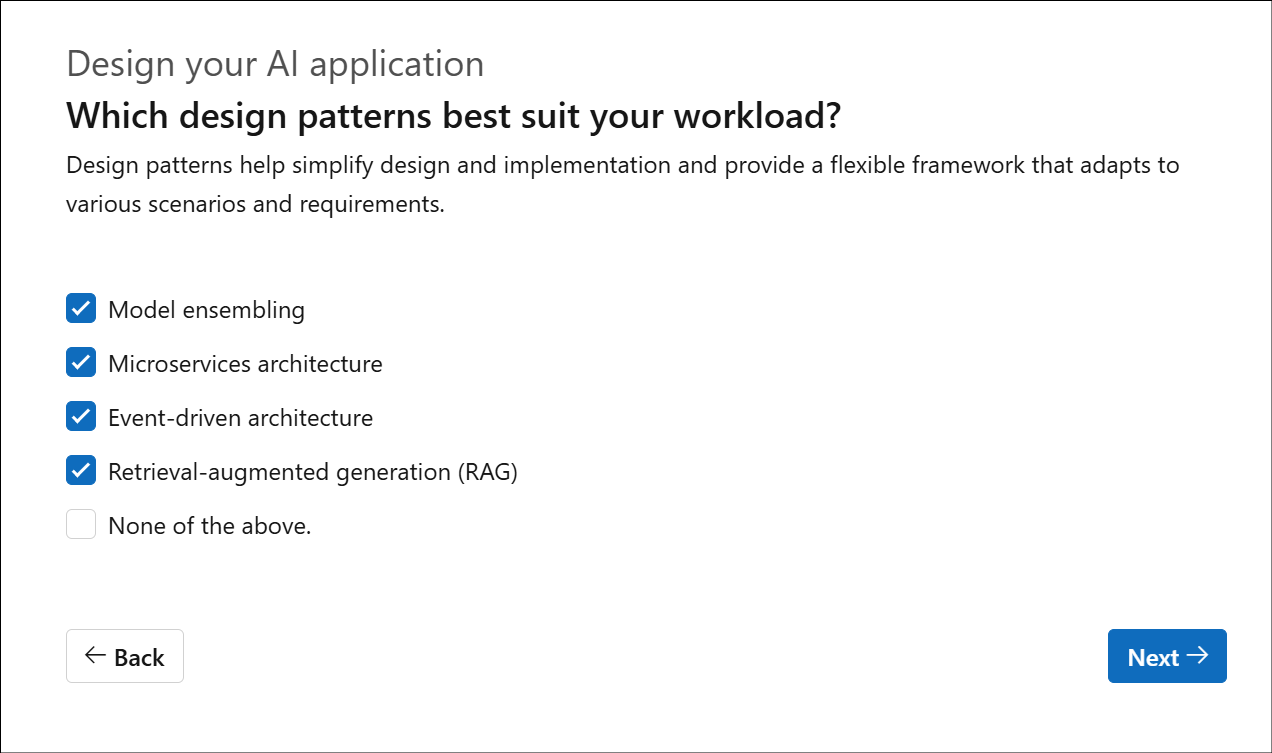 Design your AI application
Which design patterns best suit your workload?
Design patterns help simplify design and implementation and provide a flexible framework that adapts to
various scenarios and requirements.
Model ensembling
Microservices architecture
Event-driven architecture
Retrieval-augmented generation (RAG)
None of the above.
← Back
Next →